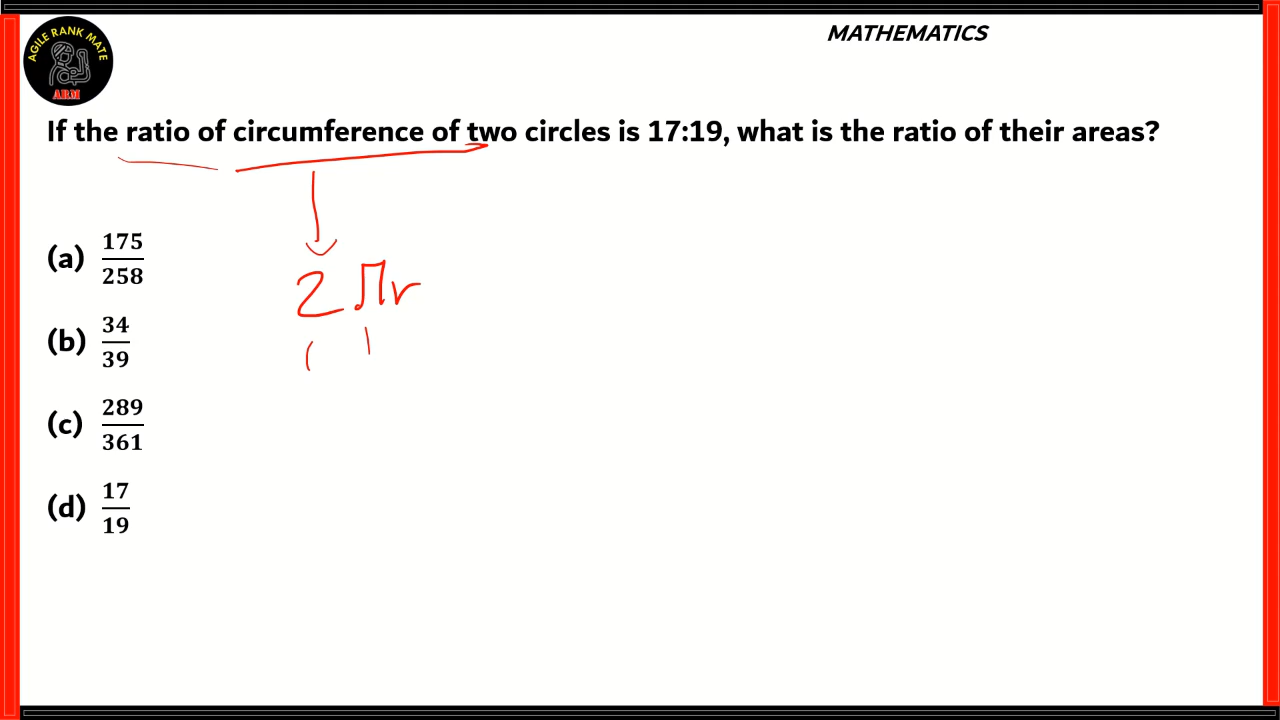 AGILE RANK MATE
ARM
MATHEMATICS
If the ratio of circumference of two circles is 17:19, what is the ratio of their areas?
(a) 175/258
(b) 34/39
(c) 289/361
(d) 17/19
2πr